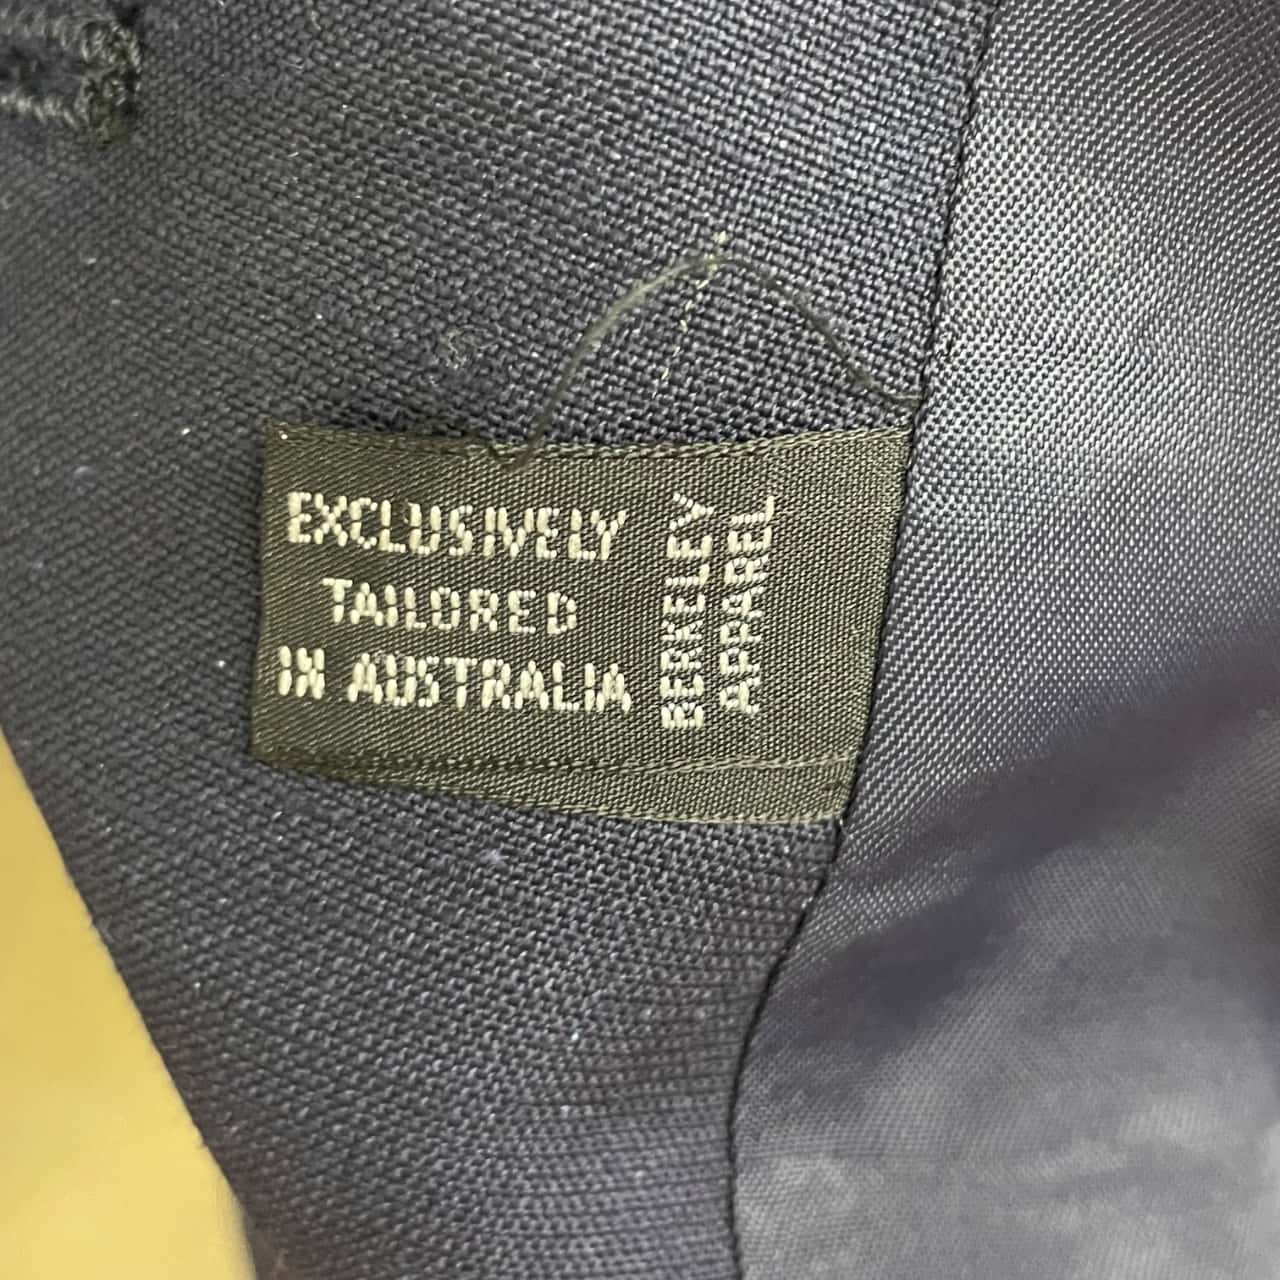 EXCLUSIVELY
TAILORED
IN AUSTRALIA
BERKELEY
APPAREL